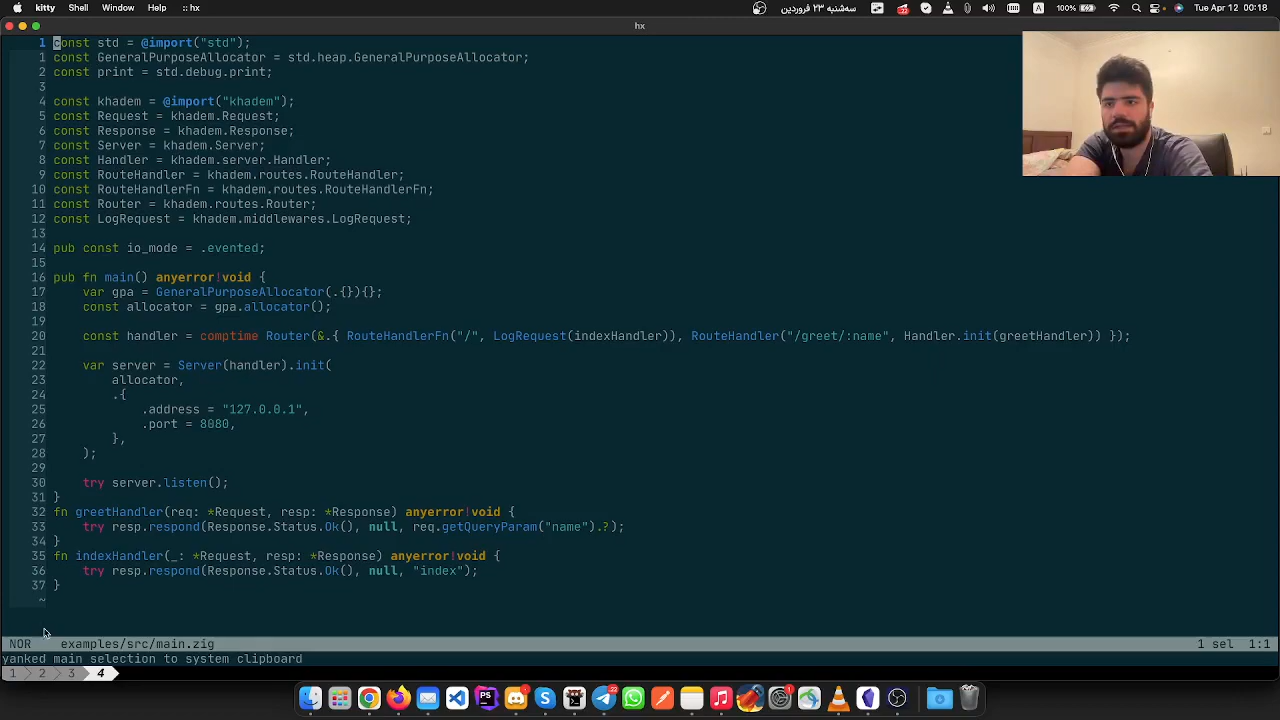 kitty Shell Windows Help ::hx
سه‌شنبه ۲۳ فروردین
A 100% Tue Apr 12 00:18
hx
1 const std = @import("std");
1 const GeneralPurposeAllocator = std.heap.GeneralPurposeAllocator;
2 const print = std.debug.print;
3
4 const khadem = @import("khadem");
5 const Request = khadem.Request;
6 const Response = khadem.Response;
7 const Server = khadem.Server;
8 const Handler = khadem.server.Handler;
9 const RouteHandler = khadem.routes.RouteHandler;
10 const RouteHandlerFn = khadem.routes.RouteHandlerFn;
11 const Router = khadem.routes.Router;
12 const LogRequest = khadem.middlewares.LogRequest;
13
14 pub const io_mode = .evented;
15
16 pub fn main() anyerror!void {
17 var gpa = GeneralPurposeAllocator(.{}){};
18 const allocator = gpa.allocator();
19
20 const handler = comptime Router(&.{ RouteHandlerFn("/", LogRequest(indexHandler)), RouteHandler("/greet/:name", Handler.init(greetHandler)) });
21
22 var server = Server(handler).init(
23 allocator,
24 .{
25 .address = "127.0.0.1",
26 .port = 8080,
27 },
28 );
29
30 try server.listen();
31 }
32 fn greetHandler(req: *Request, resp: *Response) anyerror!void {
33 try resp.respond(Response.Status.Ok(), null, req.getQueryParam("name").?);
34 }
35 fn indexHandler(_: *Request, resp: *Response) anyerror!void {
36 try resp.respond(Response.Status.Ok(), null, "index");
37 }
~
NOR examples/src/main.zig 1 sel 1:1
yanked main selection to system clipboard
1 2 3 4